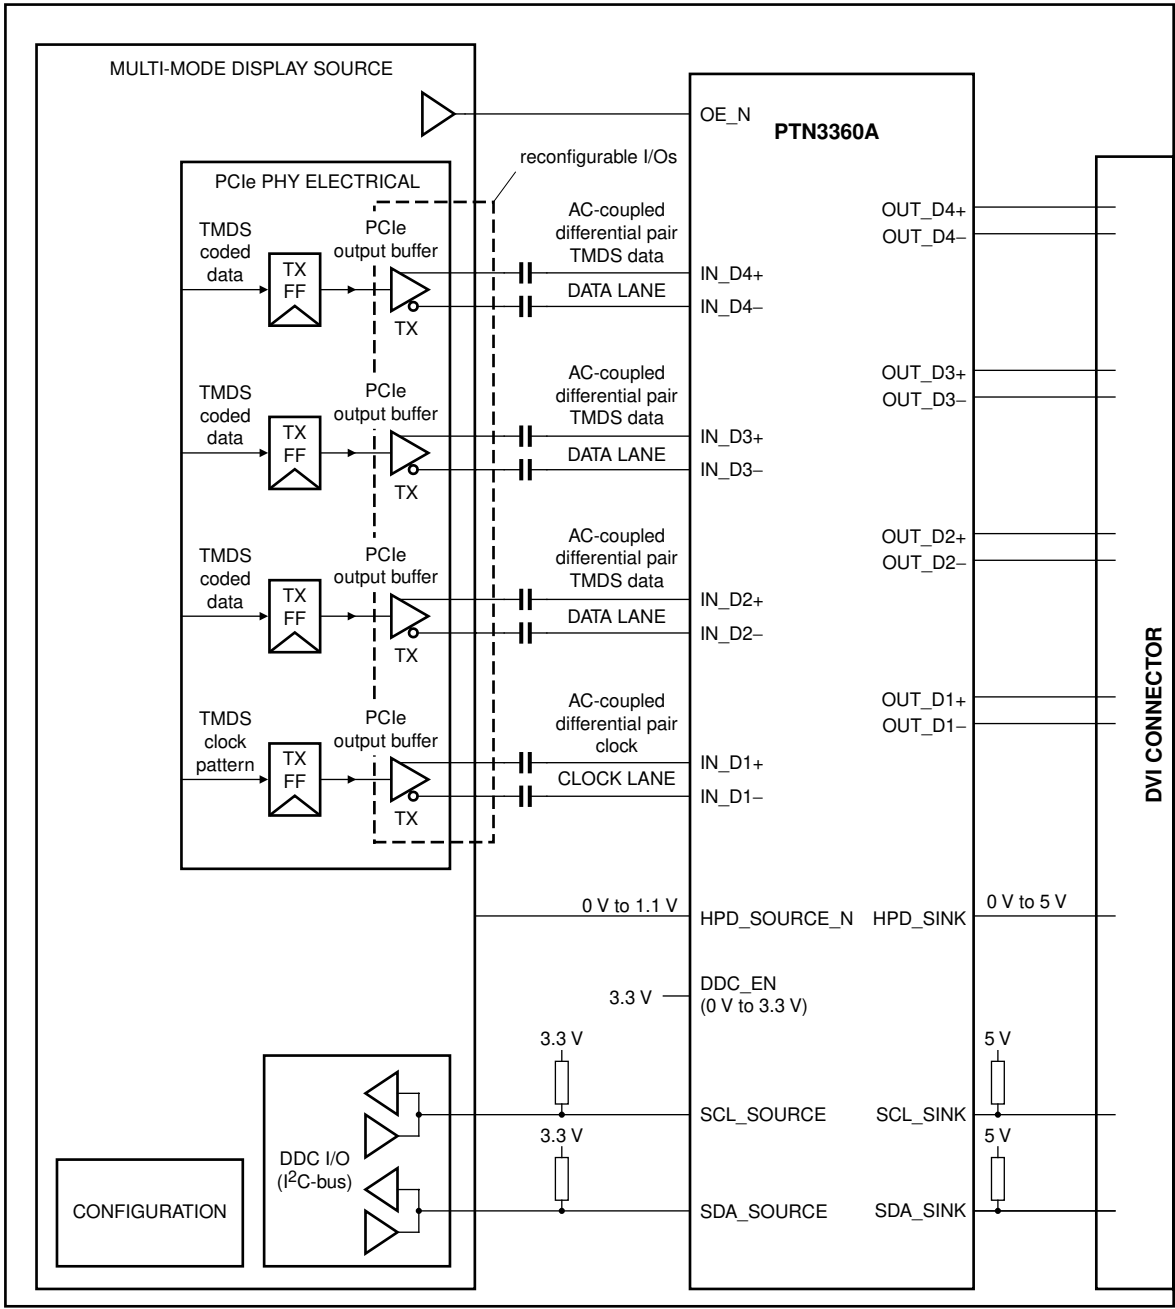 MULTI-MODE DISPLAY SOURCE
OE_N
PTN3360A
reconfigurable I/Os
PCIe PHY ELECTRICAL
TMDS
coded
data
TX
FF
PCIe
output buffer
TX
AC-coupled
differential pair
TMDS data
DATA LANE
IN_D4+
IN_D4−
OUT_D4+
OUT_D4−
TMDS
coded
data
TX
FF
PCIe
output buffer
TX
AC-coupled
differential pair
TMDS data
DATA LANE
IN_D3+
IN_D3−
OUT_D3+
OUT_D3−
TMDS
coded
data
TX
FF
PCIe
output buffer
TX
AC-coupled
differential pair
TMDS data
DATA LANE
IN_D2+
IN_D2−
OUT_D2+
OUT_D2−
TMDS
clock
pattern
TX
FF
PCIe
output buffer
TX
AC-coupled
differential pair
clock
CLOCK LANE
IN_D1+
IN_D1−
OUT_D1+
OUT_D1−
DVI CONNECTOR
0 V to 1.1 V
HPD_SOURCE_N
HPD_SINK
0 V to 5 V
3.3 V
DDC_EN
(0 V to 3.3 V)
3.3 V
5 V
SCL_SOURCE
SCL_SINK
3.3 V
5 V
DDC I/O
(I²C-bus)
SDA_SOURCE
SDA_SINK
CONFIGURATION